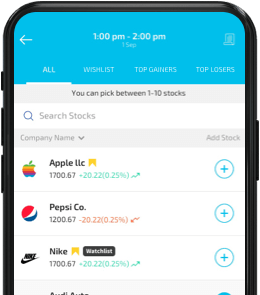 1:00 pm - 2:00 pm
1 Sep
ALL WISHLIST TOP GAINERS TOP LOSERS
You can pick between 1-10 stocks
Search Stocks
Company Name Add Stock
Apple llc
1700.67 +20.22(0.25%)
Pepsi Co.
1200.67 -20.22(0.25%)
NIKE
Nike Watchlist
1700.67 +20.22(0.25%)
Audi Auto